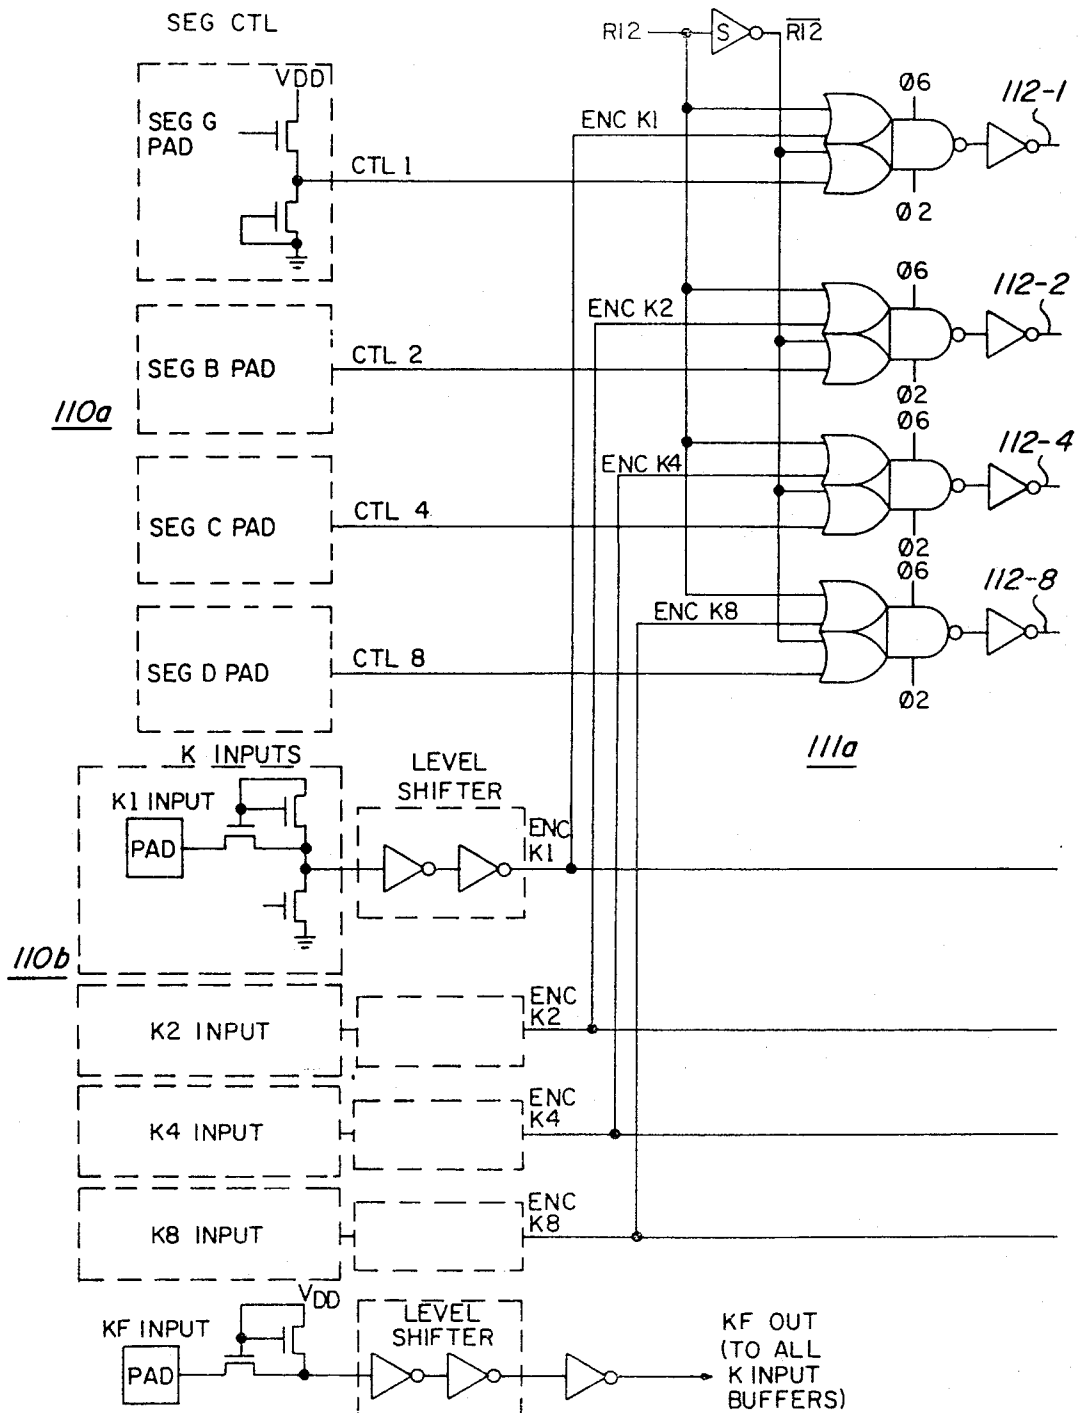 SEG CTL
R12
S
R12
VDD
SEG G
PAD
CTL 1
ENC K1
Ø6
Ø2
112-1
110a
SEG B PAD
CTL 2
ENC K2
Ø6
Ø2
112-2
SEG C PAD
CTL 4
ENC K4
Ø6
Ø2
112-4
SEG D PAD
CTL 8
ENC K8
Ø6
Ø2
112-8
111a
K INPUTS
K1 INPUT
PAD
LEVEL
SHIFTER
ENC
K1
110b
K2 INPUT
ENC
K2
K4 INPUT
ENC
K4
K8 INPUT
ENC
K8
VDD
KF INPUT
PAD
LEVEL
SHIFTER
KF OUT
(TO ALL
K INPUT
BUFFERS)